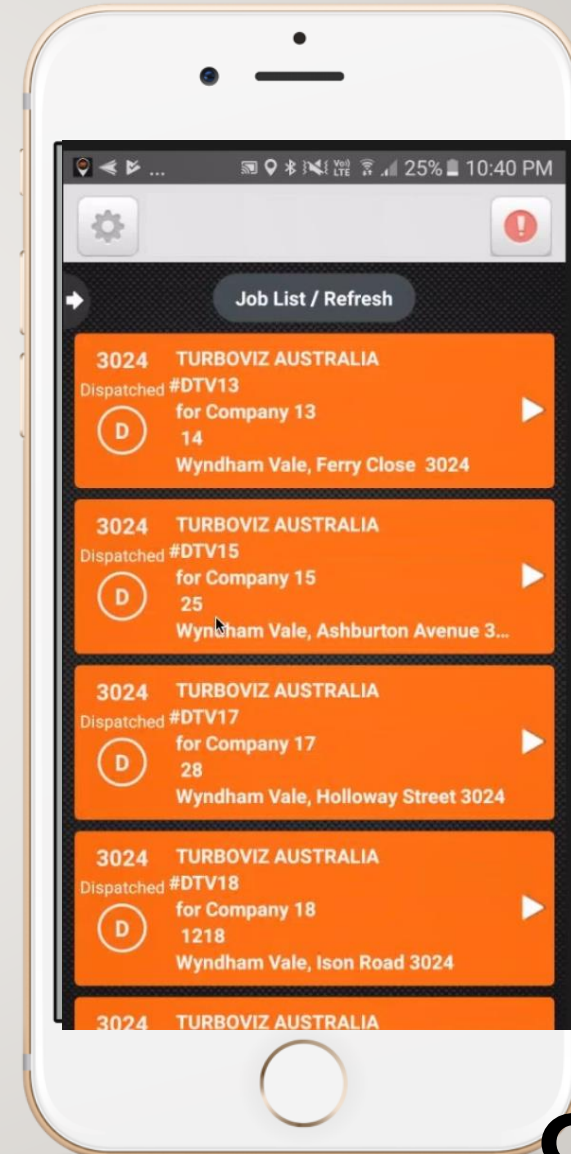 ... VoI) LTE 25% 10:40 PM
Job List / Refresh
3024 TURBOVIZ AUSTRALIA
Dispatched #DTV13
for Company 13
D 14
Wyndham Vale, Ferry Close 3024
3024 TURBOVIZ AUSTRALIA
Dispatched #DTV15
for Company 15
D 25
Wyndham Vale, Ashburton Avenue 3...
3024 TURBOVIZ AUSTRALIA
Dispatched #DTV17
for Company 17
D 28
Wyndham Vale, Holloway Street 3024
3024 TURBOVIZ AUSTRALIA
Dispatched #DTV18
for Company 18
D 1218
Wyndham Vale, Ison Road 3024
3024 TURBOVIZ AUSTRALIA